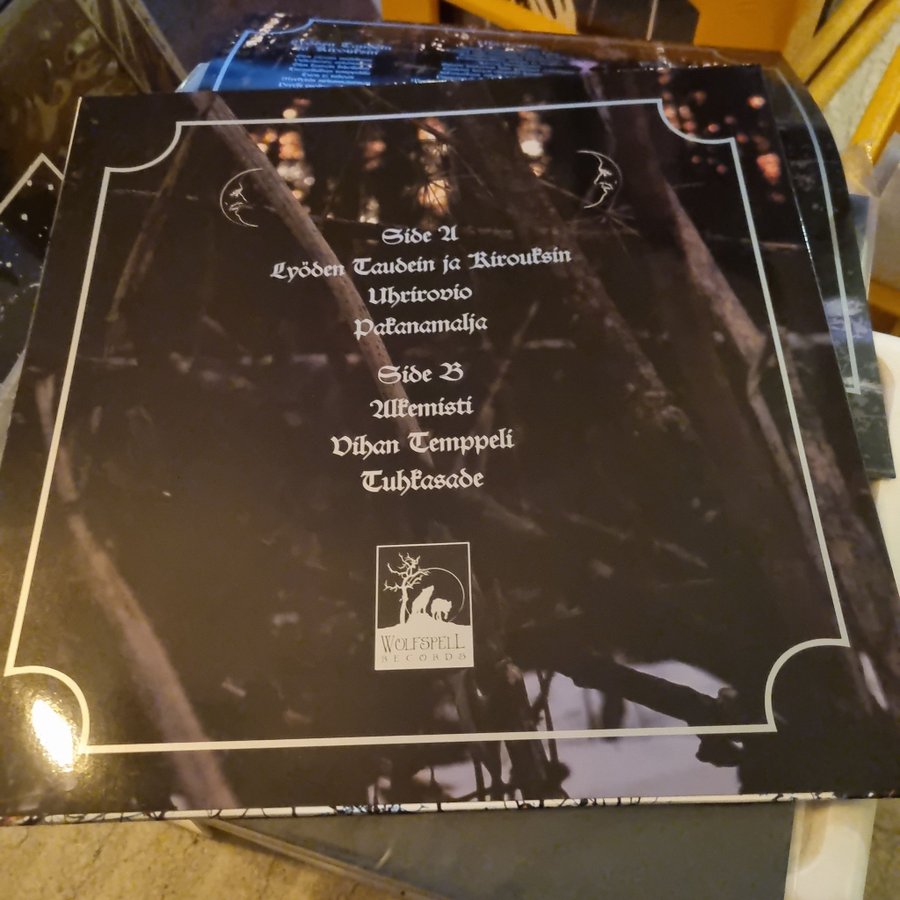 Side A
Lyöden Taudein ja Kirouksin
Uhrirovio
Pakanamalja
Side B
Alkemisti
Vihan Temppeli
Tuhkasade
WOLFSPELL
RECORDS